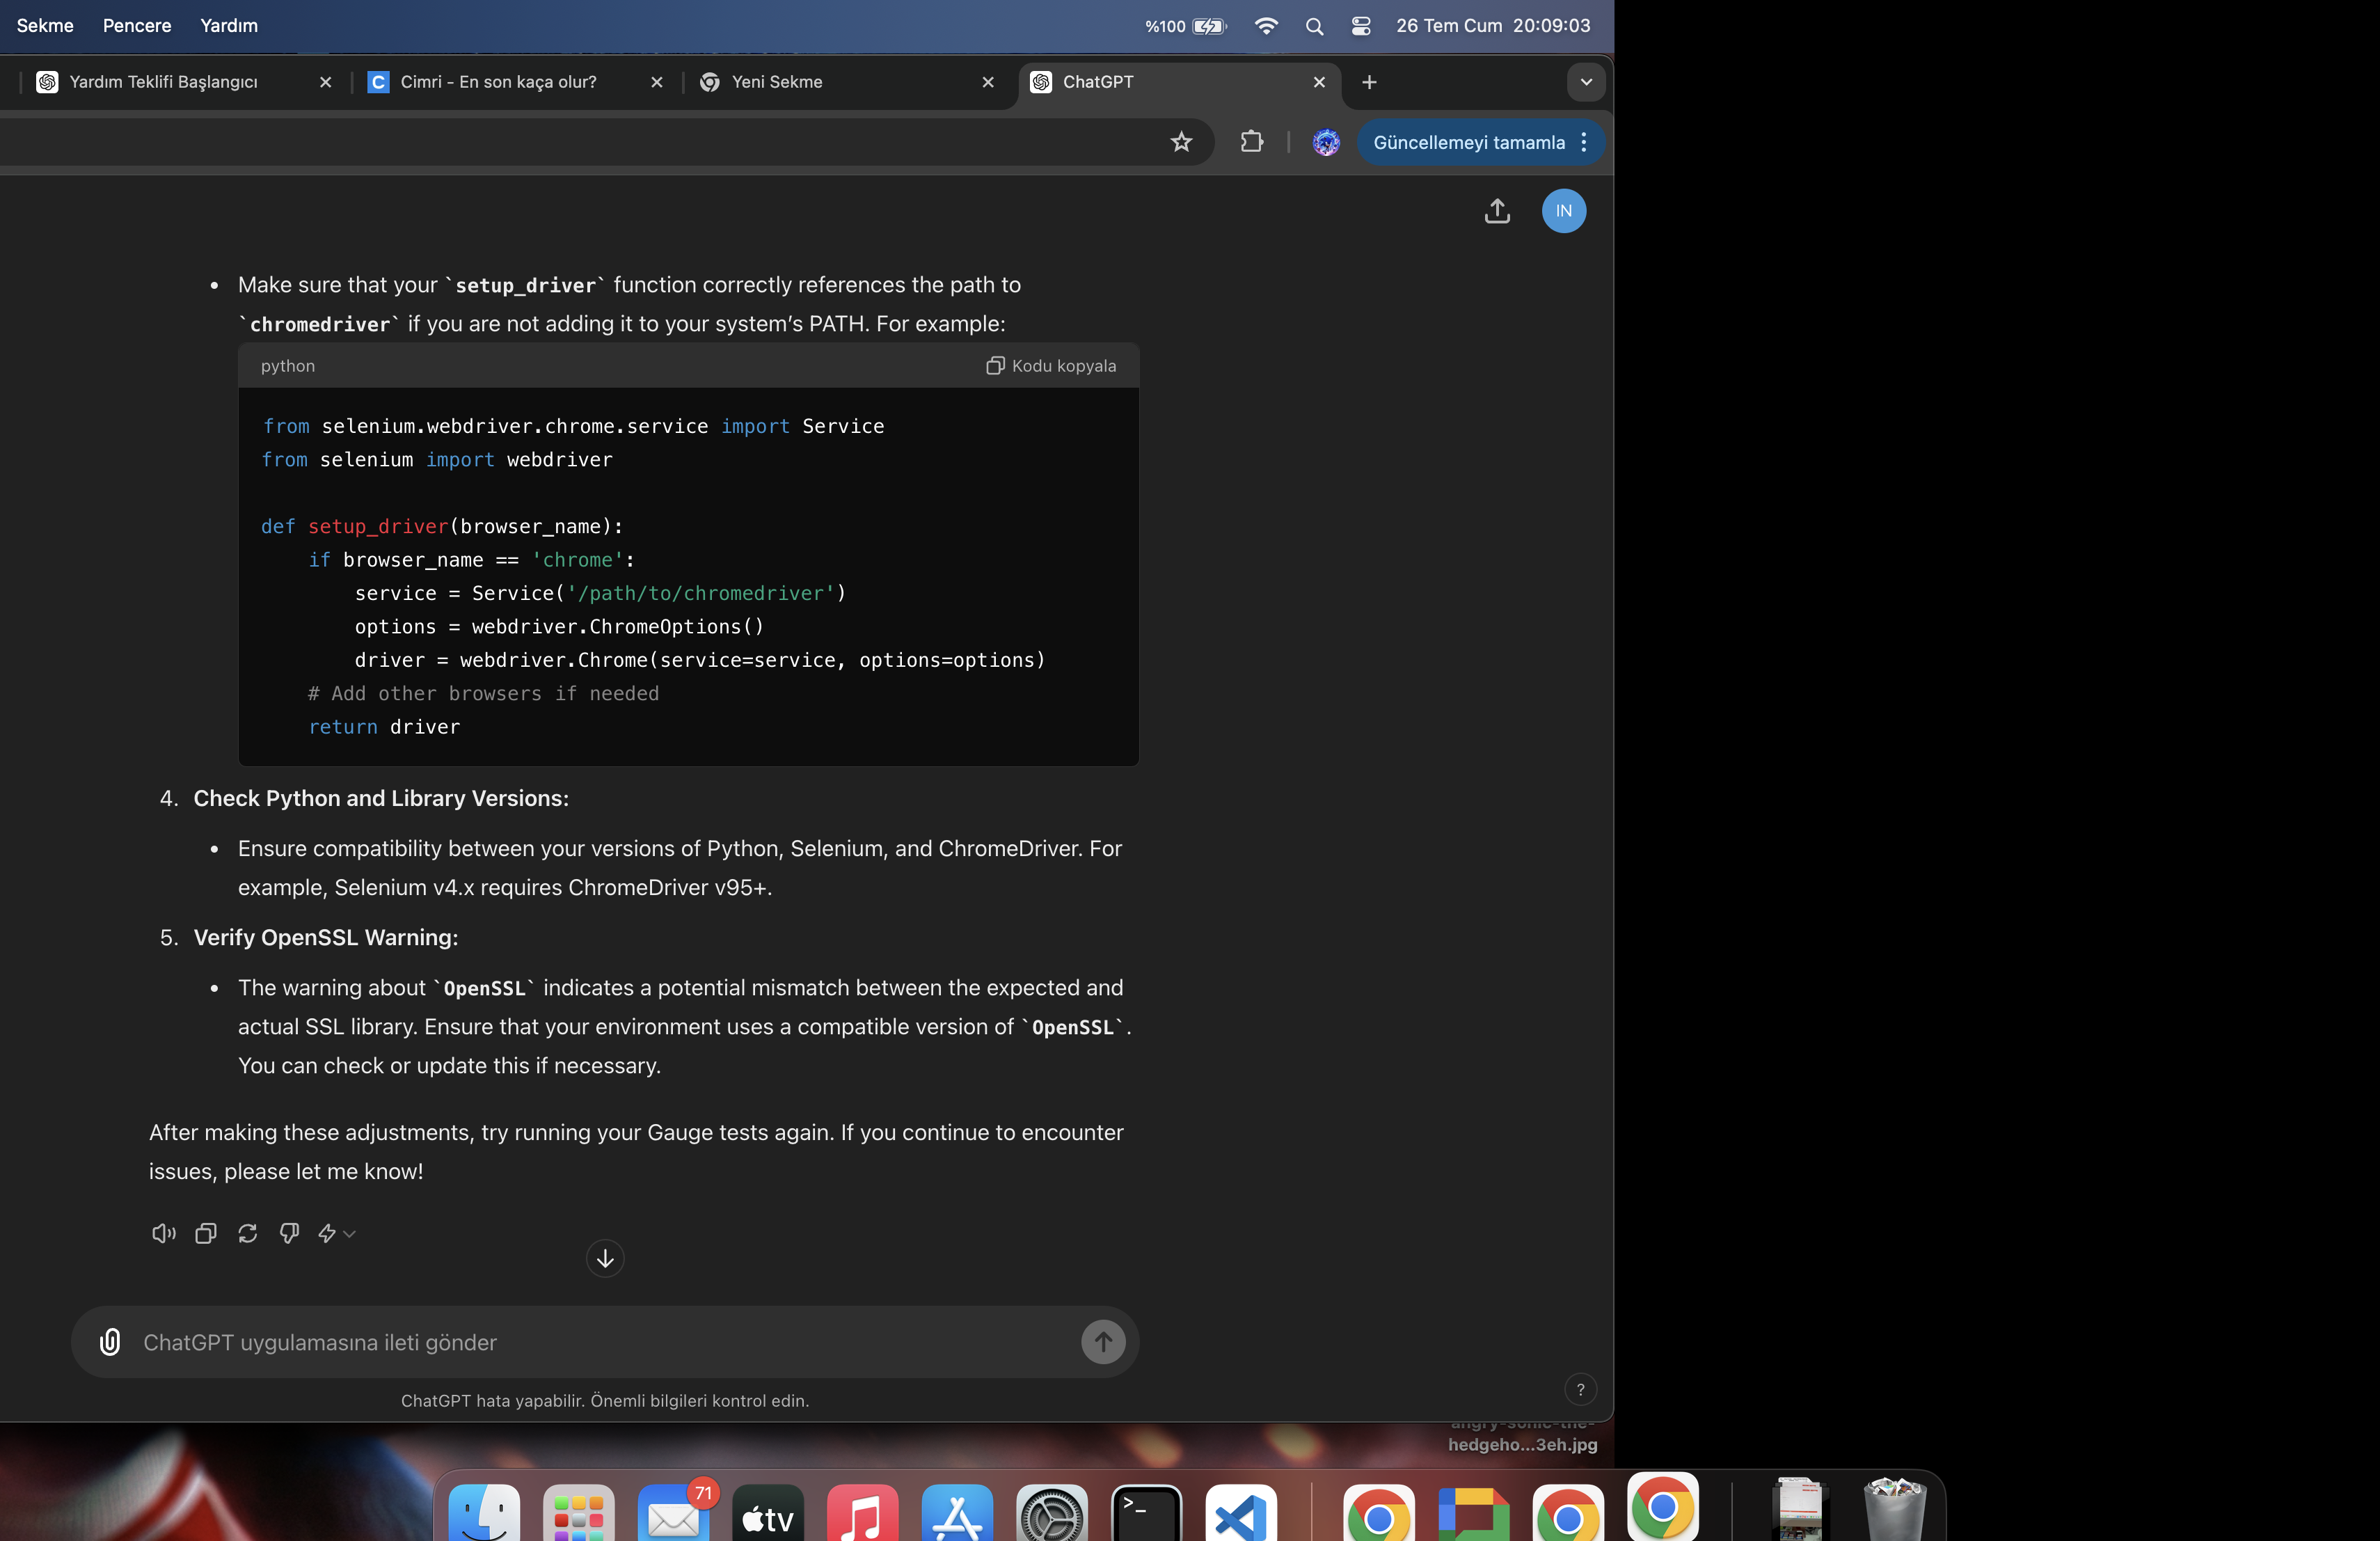 Sekme Pencere Yardım %100 26 Tem Cum 20:09:03
Yardım Teklifi Başlangıcı Cimri - En son kaça olur? Yeni Sekme ChatGPT
Güncellemeyi tamamla
IN
• Make sure that your `setup_driver` function correctly references the path to
`chromedriver` if you are not adding it to your system’s PATH. For example:
python Kodu kopyala
from selenium.webdriver.chrome.service import Service
from selenium import webdriver
def setup_driver(browser_name):
    if browser_name == 'chrome':
        service = Service('/path/to/chromedriver')
        options = webdriver.ChromeOptions()
        driver = webdriver.Chrome(service=service, options=options)
    # Add other browsers if needed
    return driver
4. Check Python and Library Versions:
• Ensure compatibility between your versions of Python, Selenium, and ChromeDriver. For
example, Selenium v4.x requires ChromeDriver v95+.
5. Verify OpenSSL Warning:
• The warning about `OpenSSL` indicates a potential mismatch between the expected and
actual SSL library. Ensure that your environment uses a compatible version of `OpenSSL`.
You can check or update this if necessary.
After making these adjustments, try running your Gauge tests again. If you continue to encounter
issues, please let me know!
ChatGPT uygulamasına ileti gönder
ChatGPT hata yapabilir. Önemli bilgileri kontrol edin.
?
angry-sonic-the-
hedgeho...3eh.jpg
71
tv